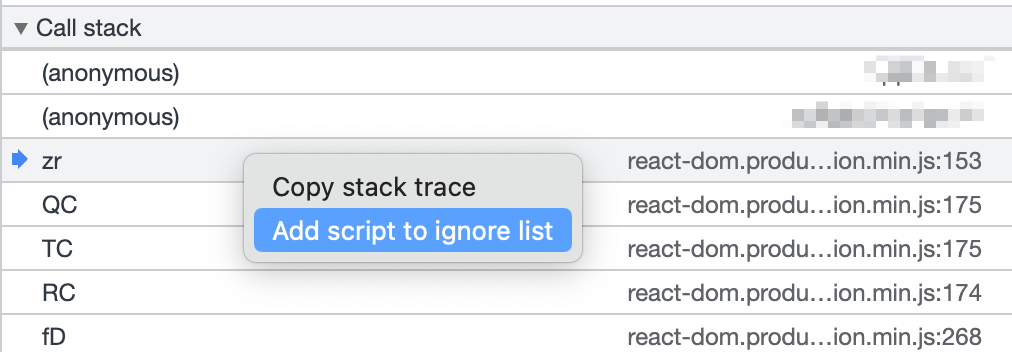 Call stack
(anonymous)
(anonymous)
zr react-dom.produ…ion.min.js:153
Copy stack trace
QC react-dom.produ…ion.min.js:175
Add script to ignore list
TC react-dom.produ…ion.min.js:175
RC react-dom.produ…ion.min.js:174
fD react-dom.produ…ion.min.js:268